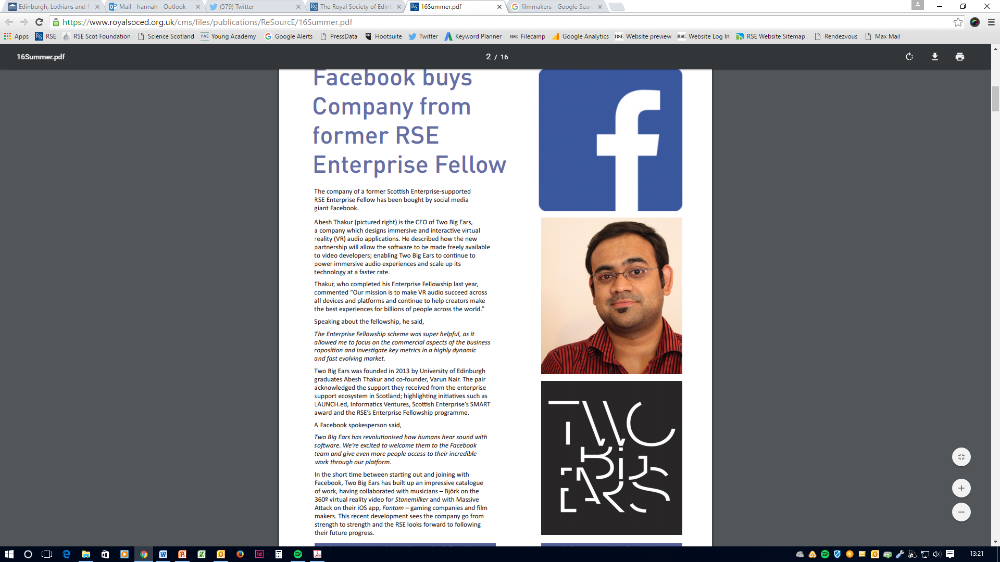 Edinburgh, Lothians and F
Mail - hannah - Outlook
(579) Twitter
The Royal Society of Edin
16Summer.pdf
filmmakers - Google Sear
https://www.royalsoced.org.uk/cms/files/publications/ReSourcE/16Summer.pdf
Apps RSE RSE Scot Foundation Science Scotland YAS Young Academy Google Alerts PressData Hootsuite Twitter Keyword Planner RSE Filecamp Google Analytics RSE Website preview RSE Website Log In RSE Website Sitemap Rendezvous Max Mail
16Summer.pdf
2 / 16
Facebook buys
Company from
former RSE
Enterprise Fellow
The company of a former Scottish Enterprise-supported
RSE Enterprise Fellow has been bought by social media
giant Facebook.
Abesh Thakur (pictured right) is the CEO of Two Big Ears,
a company which designs immersive and interactive virtual
reality (VR) audio applications. He described how the new
partnership will allow the software to be made freely available
to video developers; enabling Two Big Ears to continue to
power immersive audio experiences and scale up its
technology at a faster rate.
Thakur, who completed his Enterprise Fellowship last year,
commented “Our mission is to make VR audio succeed across
all devices and platforms and continue to help creators make
the best experiences for billions of people across the world.”
Speaking about the fellowship, he said,
The Enterprise Fellowship scheme was super helpful, as it
allowed me to focus on the commercial aspects of the business
roposition and investigate key metrics in a highly dynamic
and fast evolving market.
Two Big Ears was founded in 2013 by University of Edinburgh
graduates Abesh Thakur and co-founder, Varun Nair. The pair
acknowledged the support they received from the enterprise
support ecosystem in Scotland; highlighting initiatives such as
LAUNCH.ed, Informatics Ventures, Scottish Enterprise’s SMART
award and the RSE’s Enterprise Fellowship programme.
A Facebook spokesperson said,
Two Big Ears has revolutionised how humans hear sound with
software. We’re excited to welcome them to the Facebook
team and give even more people access to their incredible
work through our platform.
In the short time between starting out and joining with
Facebook, Two Big Ears has built up an impressive catalogue
of work, having collaborated with musicians – Björk on the
360º virtual reality video for Stonemilker and with Massive
Attack on their iOS app, Fantom – gaming companies and film
makers. This recent development sees the company go from
strength to strength and the RSE looks forward to following
their future progress.
f
TWO
BIG
EARS
13:21